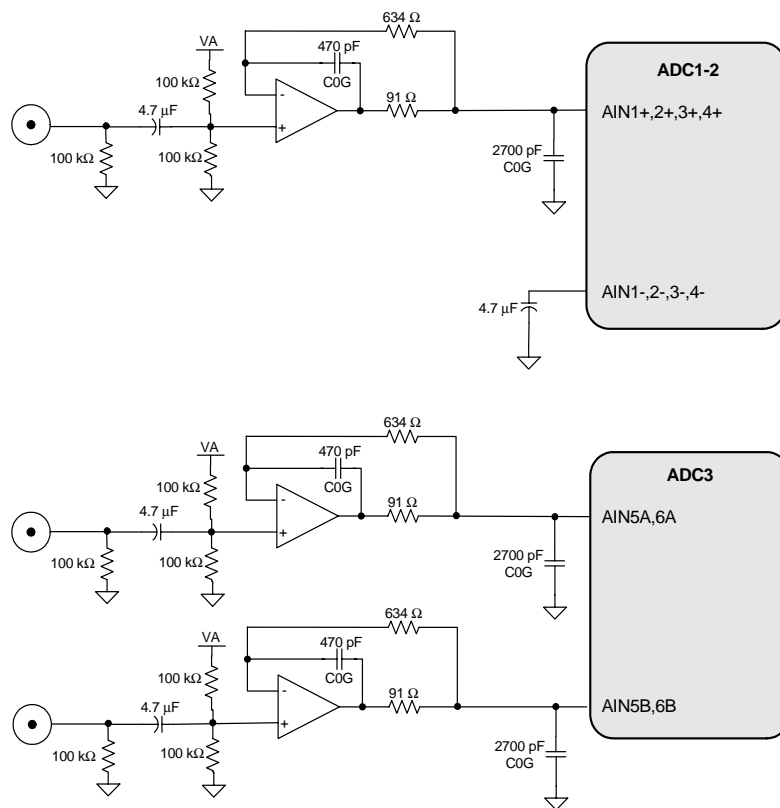 634 Ω
470 pF
C0G
VA
100 kΩ
4.7 µF
100 kΩ
100 kΩ
91 Ω
2700 pF
C0G
ADC1-2
AIN1+,2+,3+,4+
AIN1-,2-,3-,4-
4.7 µF
634 Ω
470 pF
C0G
VA
100 kΩ
4.7 µF
100 kΩ
100 kΩ
91 Ω
2700 pF
C0G
ADC3
AIN5A,6A
634 Ω
470 pF
C0G
VA
100 kΩ
4.7 µF
100 kΩ
100 kΩ
91 Ω
2700 pF
C0G
AIN5B,6B